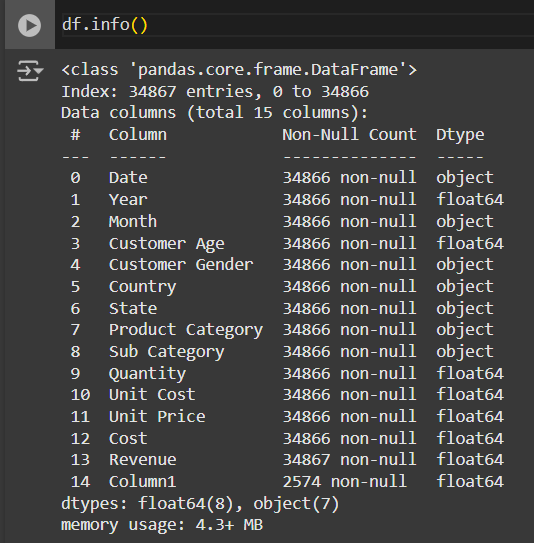 df.info()
<class 'pandas.core.frame.DataFrame'>
Index: 34867 entries, 0 to 34866
Data columns (total 15 columns):
 #   Column            Non-Null Count  Dtype
---  ------            --------------  -----
 0   Date              34866 non-null  object
 1   Year              34866 non-null  float64
 2   Month             34866 non-null  object
 3   Customer Age      34866 non-null  float64
 4   Customer Gender   34866 non-null  object
 5   Country           34866 non-null  object
 6   State             34866 non-null  object
 7   Product Category  34866 non-null  object
 8   Sub Category      34866 non-null  object
 9   Quantity          34866 non-null  float64
 10  Unit Cost         34866 non-null  float64
 11  Unit Price        34866 non-null  float64
 12  Cost              34866 non-null  float64
 13  Revenue           34867 non-null  float64
 14  Column1           2574 non-null   float64
dtypes: float64(8), object(7)
memory usage: 4.3+ MB